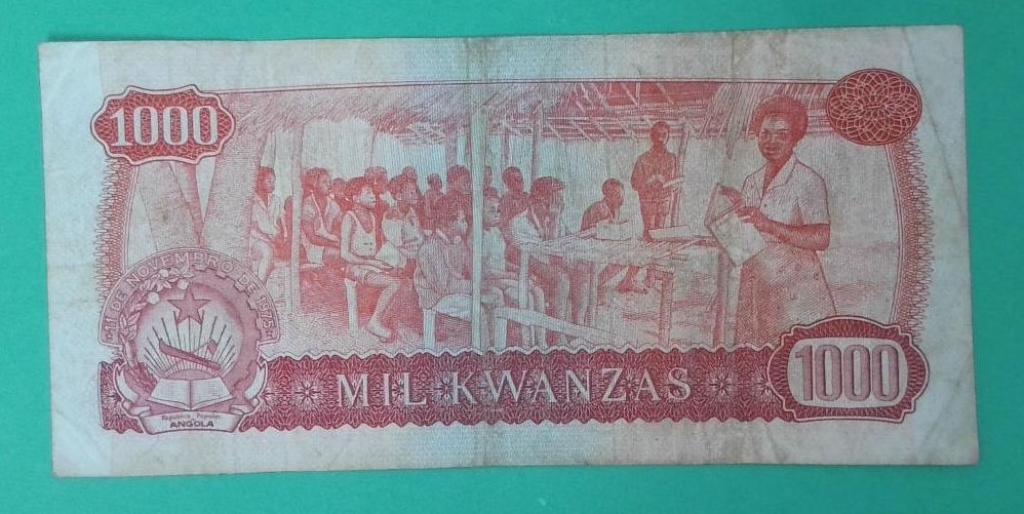 1000
11 DE NOVEMBRO DE 1975
MIL KWANZAS
1000
República Popular
ANGOLA